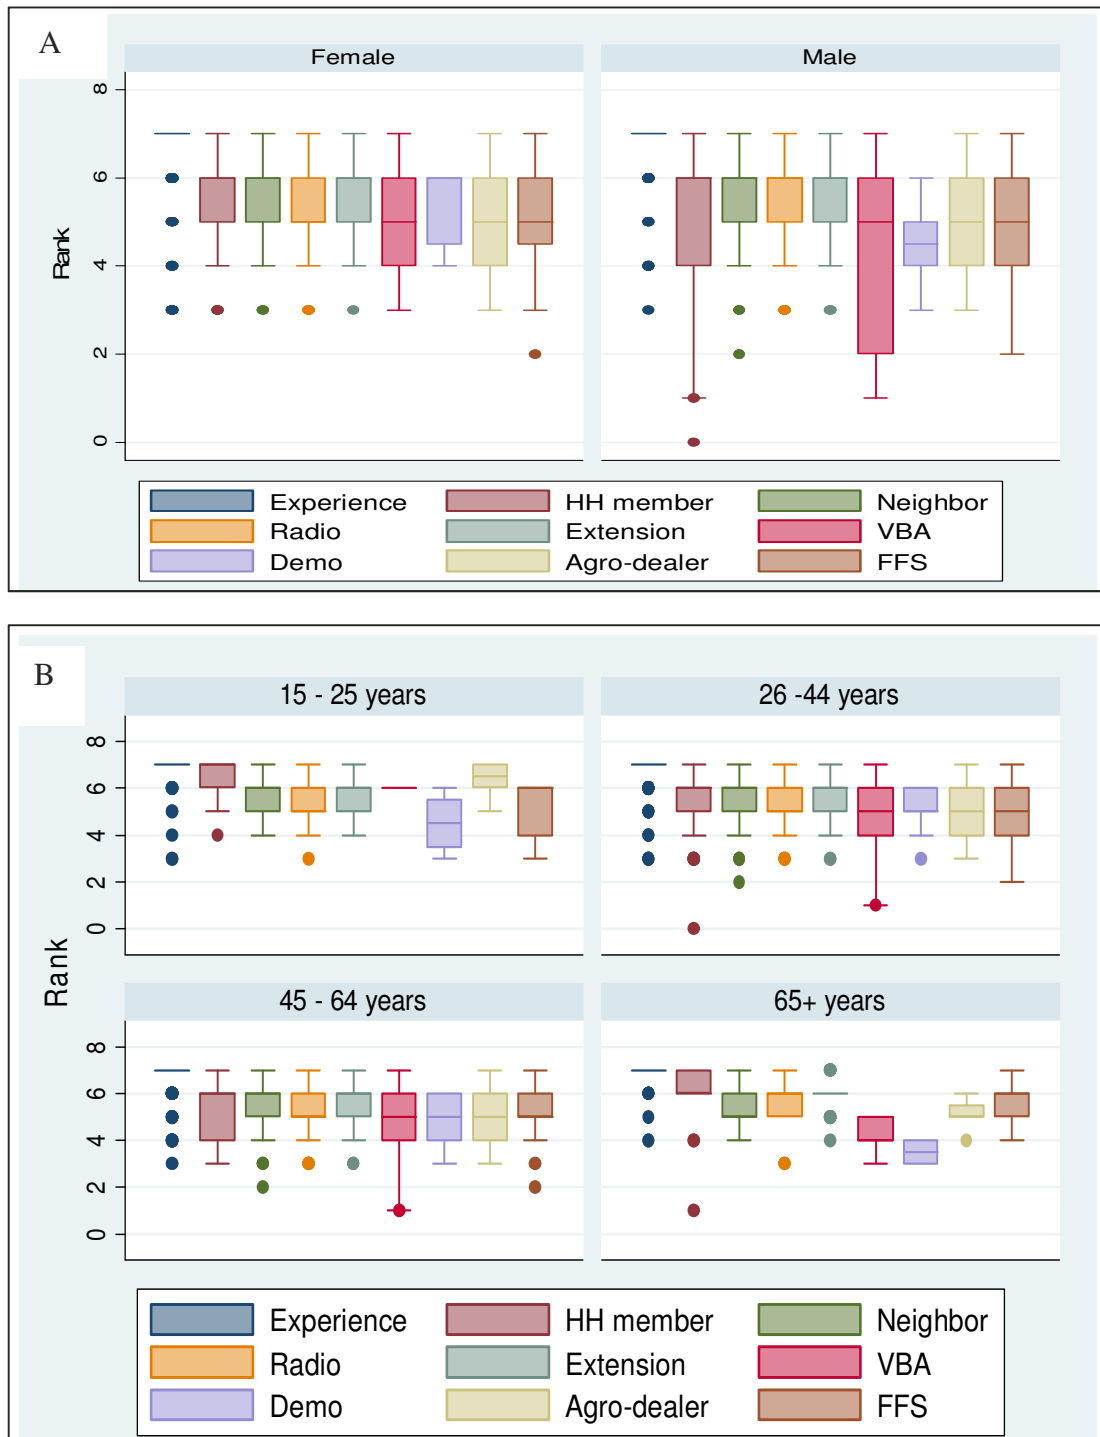 A
Female Male
8
6
4
2
0
Rank
Experience HH member Neighbor
Radio Extension VBA
Demo Agro-dealer FFS
B
15 - 25 years 26 -44 years
8
6
4
2
0
Rank
45 - 64 years 65+ years
8
6
4
2
0
Experience HH member Neighbor
Radio Extension VBA
Demo Agro-dealer FFS